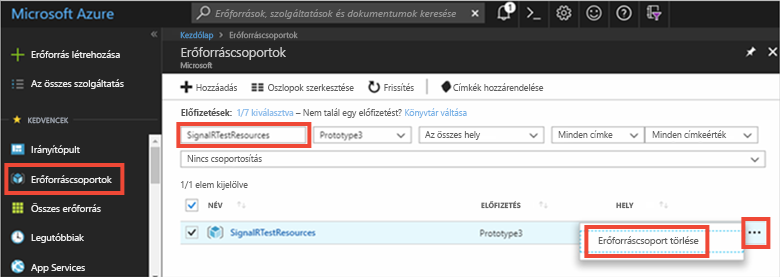 Microsoft Azure
Erőforrások, szolgáltatások és dokumentumok keresése
1
Erőforrás létrehozása
Az összes szolgáltatás
KEDVENCEK
Irányítópult
Erőforráscsoportok
Összes erőforrás
Legutóbbiak
App Services
Kezdőlap > Erőforráscsoportok
Erőforráscsoportok
Microsoft
Hozzáadás Oszlopok szerkesztése Frissítés Címkék hozzárendelése
Előfizetések: 1/7 kiválasztva – Nem talál egy előfizetést? Könyvtár váltása
SignalRTestResources Prototype3 Az összes hely Minden címke Minden címkeérték
Nincs csoportosítás
1/1 elem kijelölve
NÉV ELŐFIZETÉS HELY
SignalRTestResources Prototype3
Erőforráscsoport törlése